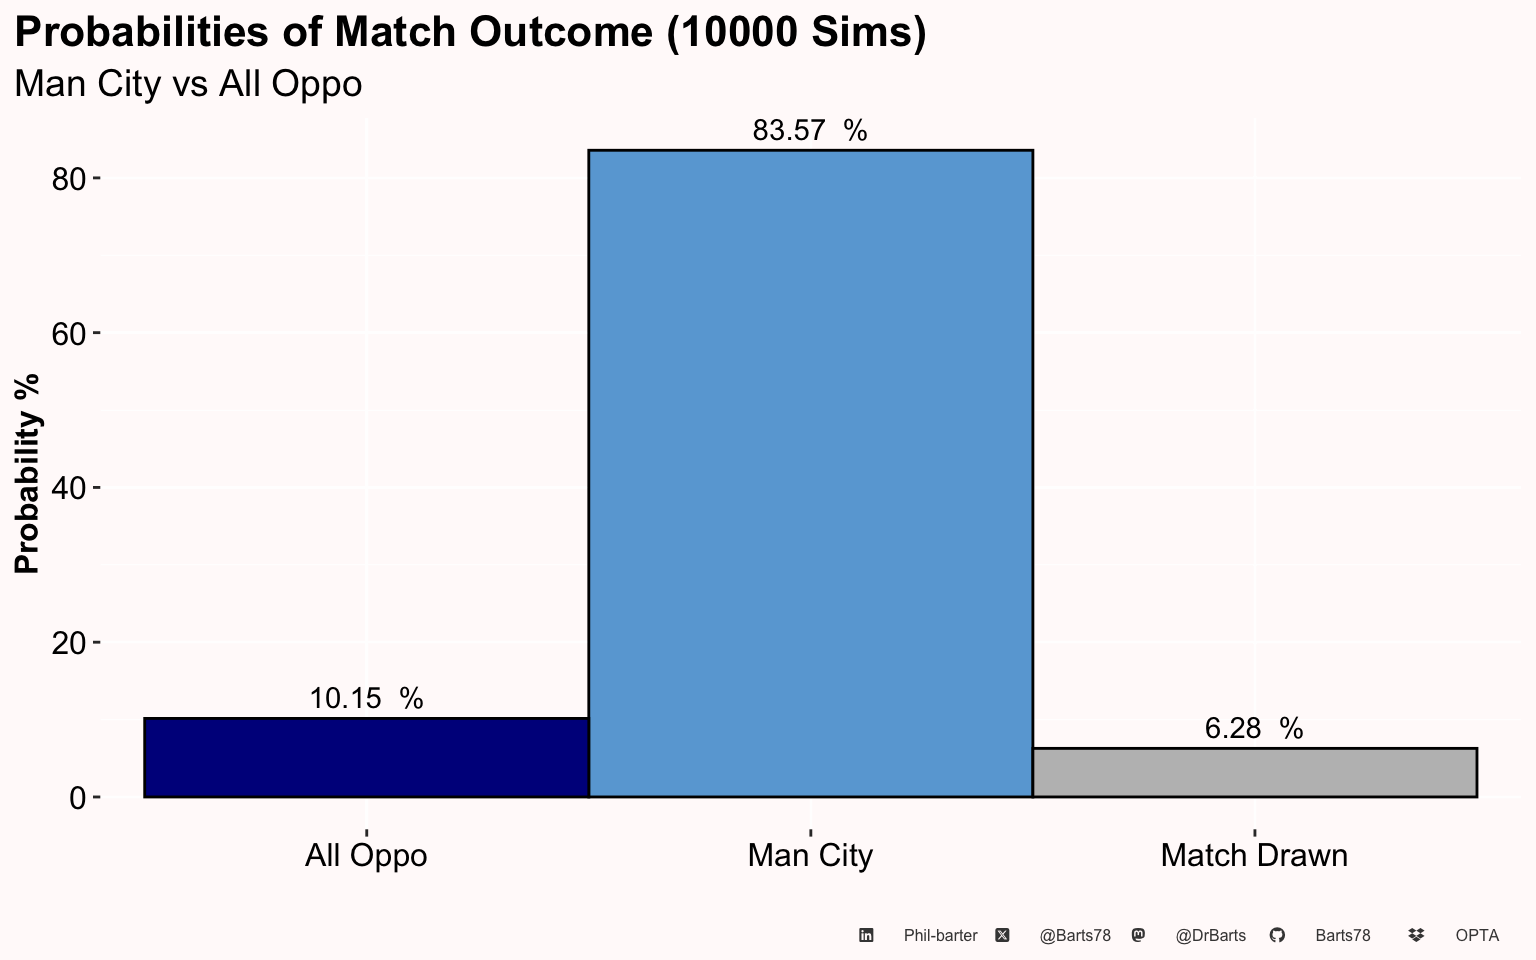 Probabilities of Match Outcome (10000 Sims)
Man City vs All Oppo
83.57 %
80
60
Probability %
40
20
10.15 %
6.28 %
0
All Oppo Man City Match Drawn
Phil-barter @Barts78 @DrBarts Barts78 OPTA